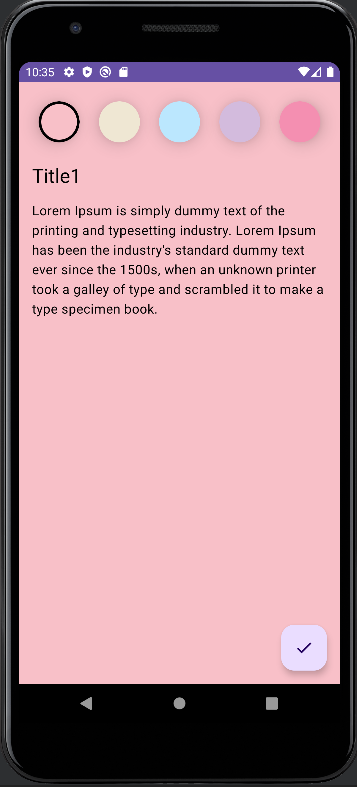 10:35
Title1
Lorem Ipsum is simply dummy text of the
printing and typesetting industry. Lorem Ipsum
has been the industry's standard dummy text
ever since the 1500s, when an unknown printer
took a galley of type and scrambled it to make a
type specimen book.